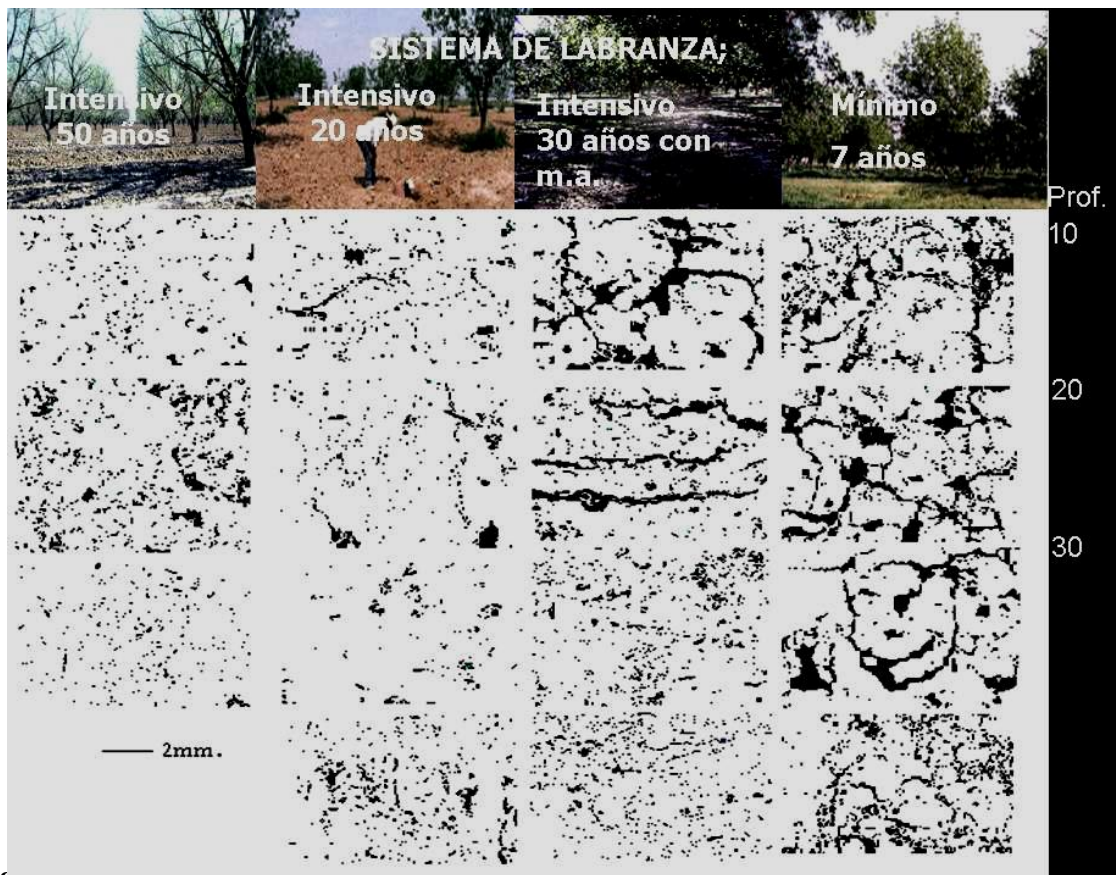 SISTEMA DE LABRANZA;
Intensivo
50 años
Intensivo
20 años
Intensivo
30 años con
m.a.
Mínimo
7 años
Prof.
10
20
30
2mm.